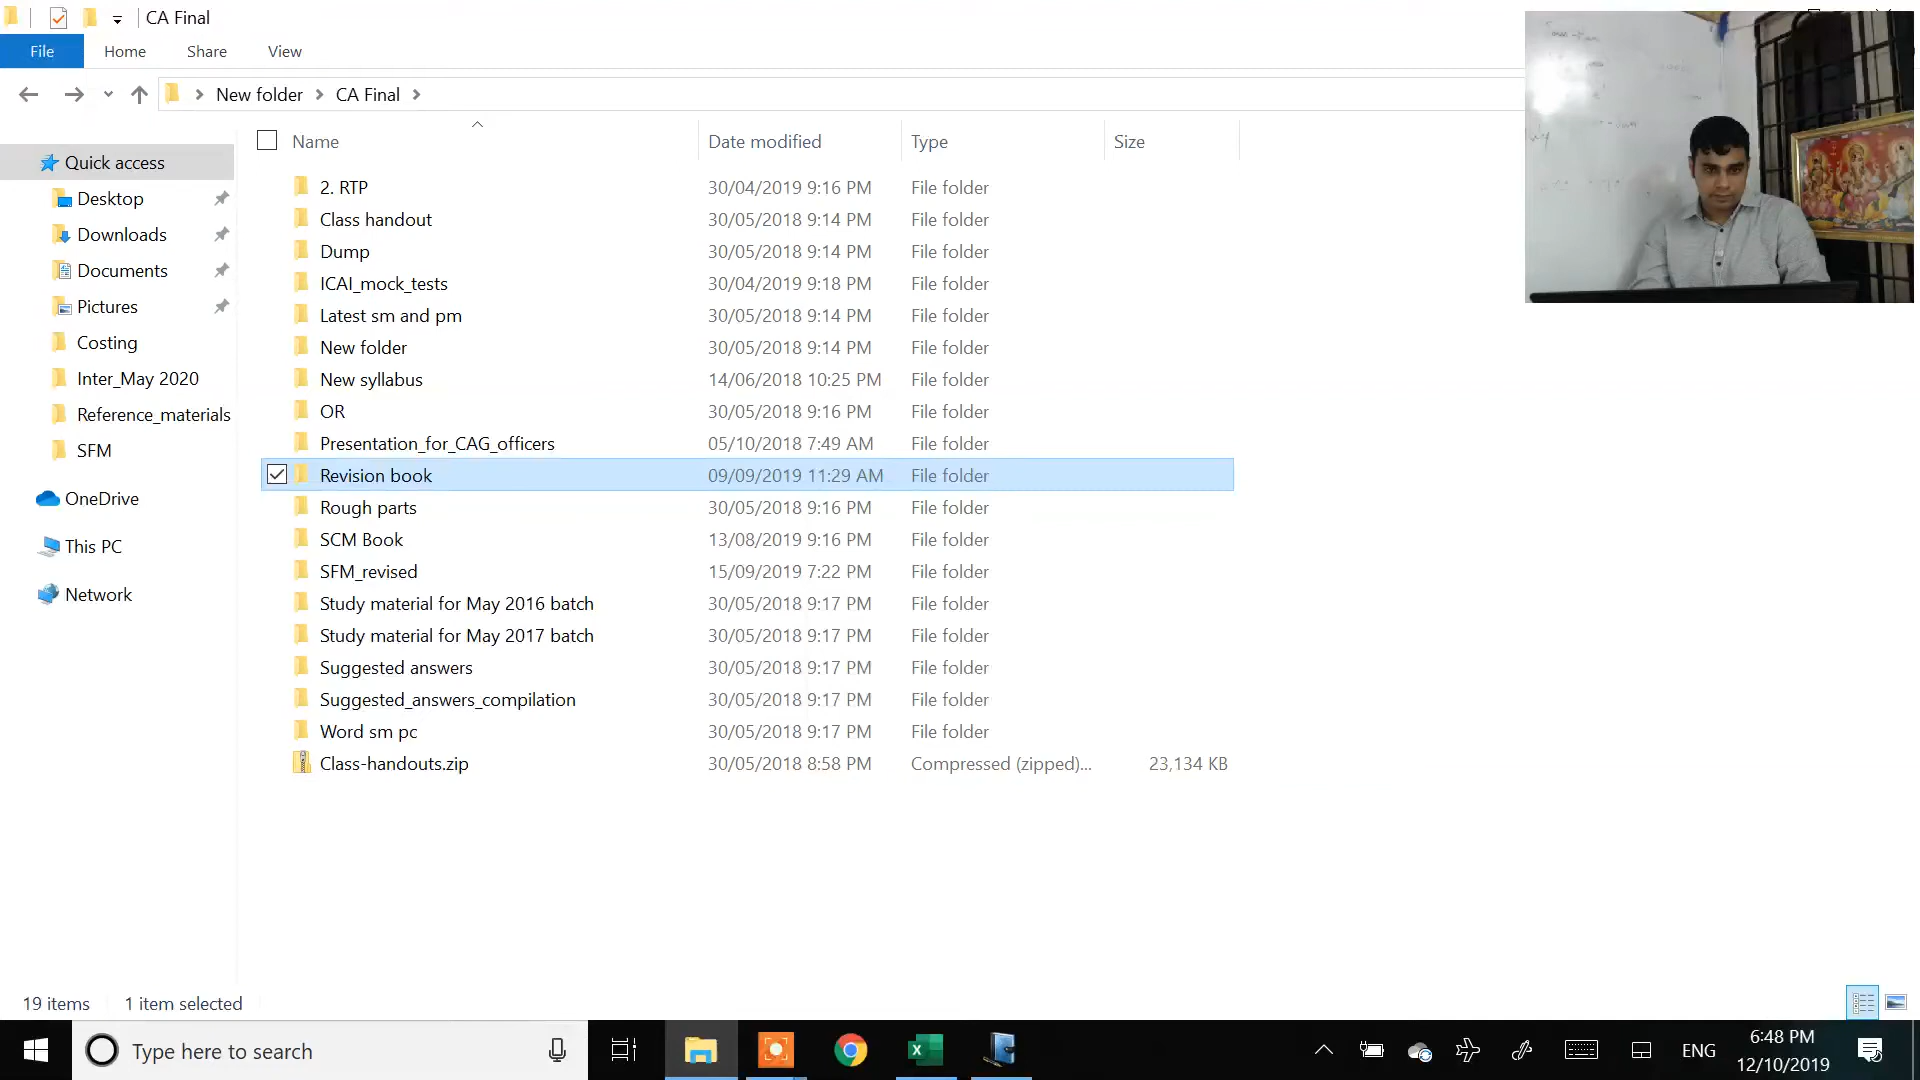 CA Final
File Home Share View
New folder CA Final
Name Date modified Type Size
Quick access
Desktop
Downloads
Documents
Pictures
Costing
Inter_May 2020
Reference_materials
SFM
OneDrive
This PC
Network
2. RTP 30/04/2019 9:16 PM File folder
Class handout 30/05/2018 9:14 PM File folder
Dump 30/05/2018 9:14 PM File folder
ICAI_mock_tests 30/04/2019 9:18 PM File folder
Latest sm and pm 30/05/2018 9:14 PM File folder
New folder 30/05/2018 9:14 PM File folder
New syllabus 14/06/2018 10:25 PM File folder
OR 30/05/2018 9:16 PM File folder
Presentation_for_CAG_officers 05/10/2018 7:49 AM File folder
Revision book 09/09/2019 11:29 AM File folder
Rough parts 30/05/2018 9:16 PM File folder
SCM Book 13/08/2019 9:16 PM File folder
SFM_revised 15/09/2019 7:22 PM File folder
Study material for May 2016 batch 30/05/2018 9:17 PM File folder
Study material for May 2017 batch 30/05/2018 9:17 PM File folder
Suggested answers 30/05/2018 9:17 PM File folder
Suggested_answers_compilation 30/05/2018 9:17 PM File folder
Word sm pc 30/05/2018 9:17 PM File folder
Class-handouts.zip 30/05/2018 8:58 PM Compressed (zipped)... 23,134 KB
19 items 1 item selected
Type here to search
ENG
6:48 PM
12/10/2019